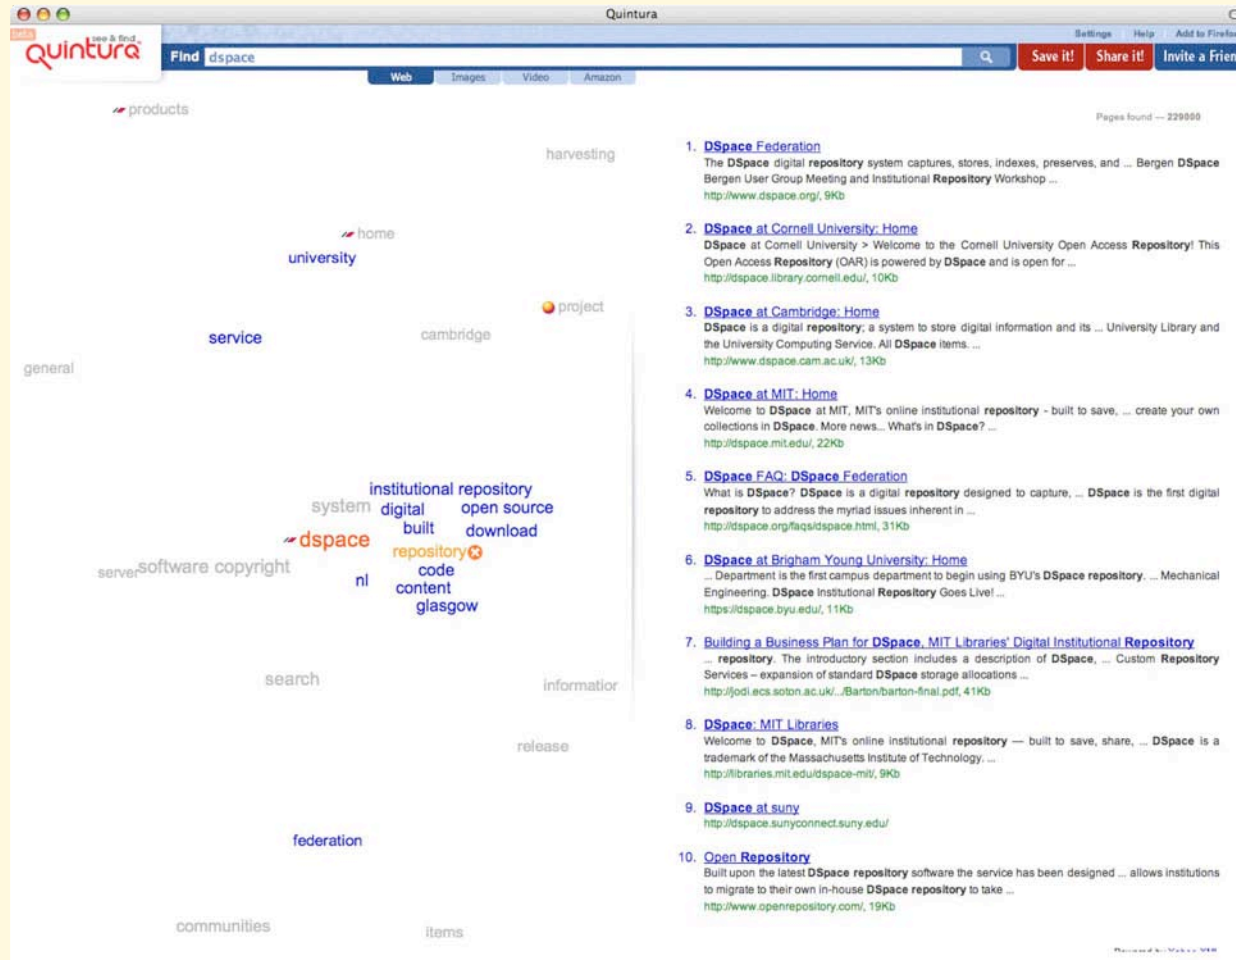 Quintura
beta
see & find
Quintura
Settings Help Add to Firefo
Find dspace
Save it! Share it! Invite a Frien
Web Images Video Amazon
products
harvesting
home
university
project
service
cambridge
general
institutional repository
system digital open source
built download
dspace
repository
server software copyright
code
nl
content
glasgow
search
information
release
federation
communities
items
Pages found — 229000
1. DSpace Federation
The DSpace digital repository system captures, stores, indexes, preserves, and ... Bergen DSpace
Bergen User Group Meeting and Institutional Repository Workshop ...
http://www.dspace.org/, 9Kb
2. DSpace at Cornell University: Home
DSpace at Cornell University > Welcome to the Cornell University Open Access Repository! This
Open Access Repository (OAR) is powered by DSpace and is open for ...
http://dspace.library.cornell.edu/, 10Kb
3. DSpace at Cambridge: Home
DSpace is a digital repository; a system to store digital information and its ... University Library and
the University Computing Service. All DSpace items. ...
http://www.dspace.cam.ac.uk/, 13Kb
4. DSpace at MIT: Home
Welcome to DSpace at MIT, MIT's online institutional repository - built to save, ... create your own
collections in DSpace. More news... What's in DSpace? ...
http://dspace.mit.edu/, 22Kb
5. DSpace FAQ: DSpace Federation
What is DSpace? DSpace is a digital repository designed to capture, ... DSpace is the first digital
repository to address the myriad issues inherent in ...
http://dspace.org/faqs/dspace.html, 31Kb
6. DSpace at Brigham Young University: Home
... Department is the first campus department to begin using BYU's DSpace repository. ... Mechanical
Engineering. DSpace Institutional Repository Goes Live! ...
https://dspace.byu.edu/, 11Kb
7. Building a Business Plan for DSpace, MIT Libraries' Digital Institutional Repository
... repository. The introductory section includes a description of DSpace, ... Custom Repository
Services – expansion of standard DSpace storage allocations ...
http://jodi.ecs.soton.ac.uk/.../Barton/barton-final.pdf, 41Kb
8. DSpace: MIT Libraries
Welcome to DSpace, MIT's online institutional repository — built to save, share, ... DSpace is a
trademark of the Massachusetts Institute of Technology. ...
http://libraries.mit.edu/dspace-mit/, 9Kb
9. DSpace at suny
http://dspace.sunyconnect.suny.edu/
10. Open Repository
Built upon the latest DSpace repository software the service has been designed ... allows institutions
to migrate to their own in-house DSpace repository to take ...
http://www.openrepository.com/, 19Kb